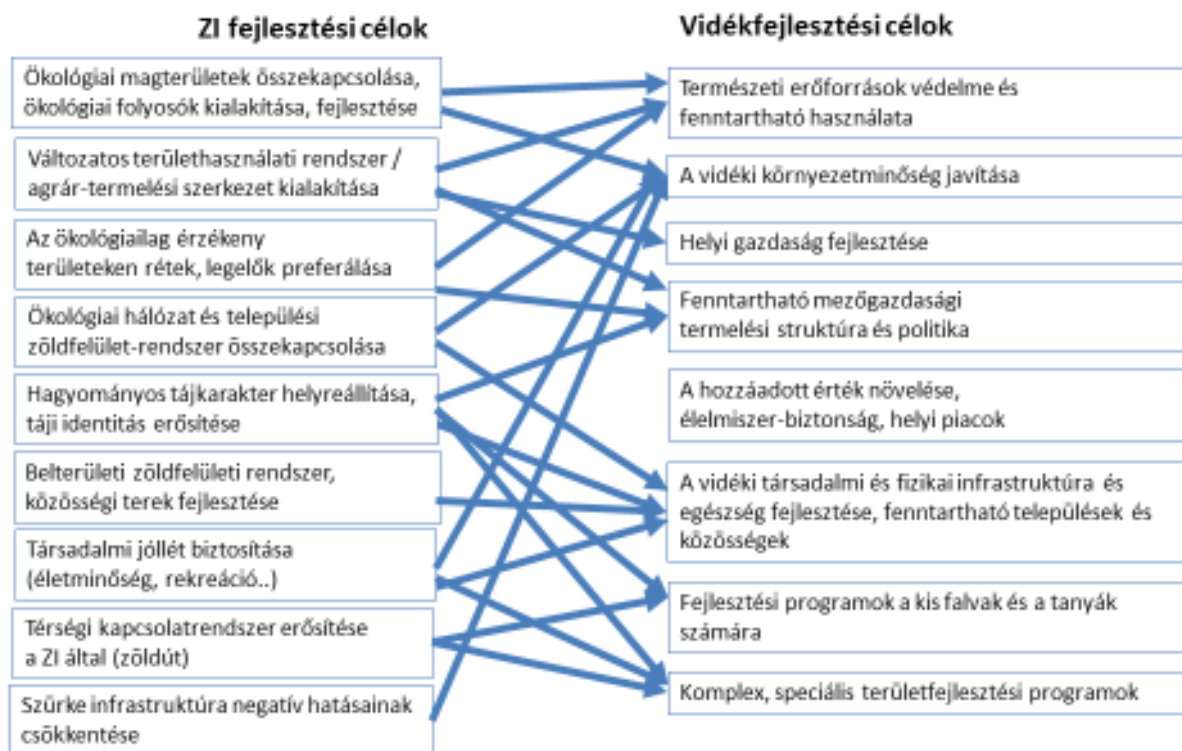 ZI fejlesztési célok
Ökológiai magterületek összekapcsolása,
ökológiai folyosók kialakítása, fejlesztése
Változatos területhasználati rendszer /
agrár-termelési szerkezet kialakítása
Az ökológiailag érzékeny
területeken rétek, legelők preferálása
Ökológiai hálózat és települési
zöldfelület-rendszer összekapcsolása
Hagyományos tájkarakter helyreállítása,
táji identitás erősítése
Belterületi zöldfelületi rendszer,
közösségi terek fejlesztése
Társadalmi jóllét biztosítása
(életminőség, rekreáció..)
Térségi kapcsolatrendszer erősítése
a ZI által (zöldút)
Szürke infrastruktúra negatív hatásainak
csökkentése
Vidékfejlesztési célok
Természeti erőforrások védelme és
fenntartható használata
A vidéki környezetminőség javítása
Helyi gazdaság fejlesztése
Fenntartható mezőgazdasági
termelési struktúra és politika
A hozzáadott érték növelése,
élelmiszer-biztonság, helyi piacok
A vidéki társadalmi és fizikai infrastruktúra és
egészség fejlesztése, fenntartható települések és
közösségek
Fejlesztési programok a kis falvak és a tanyák
számára
Komplex, speciális területfejlesztési programok